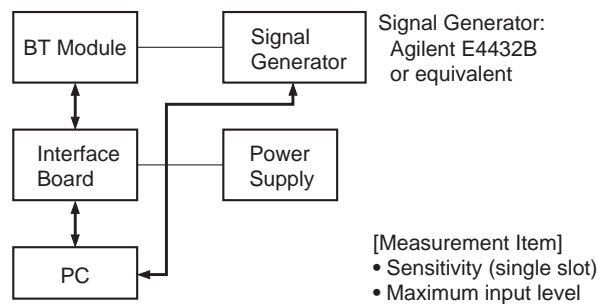 BT Module
Signal
Generator
Signal Generator:
Agilent E4432B
or equivalent
Interface
Board
Power
Supply
PC
[Measurement Item]
• Sensitivity (single slot)
• Maximum input level